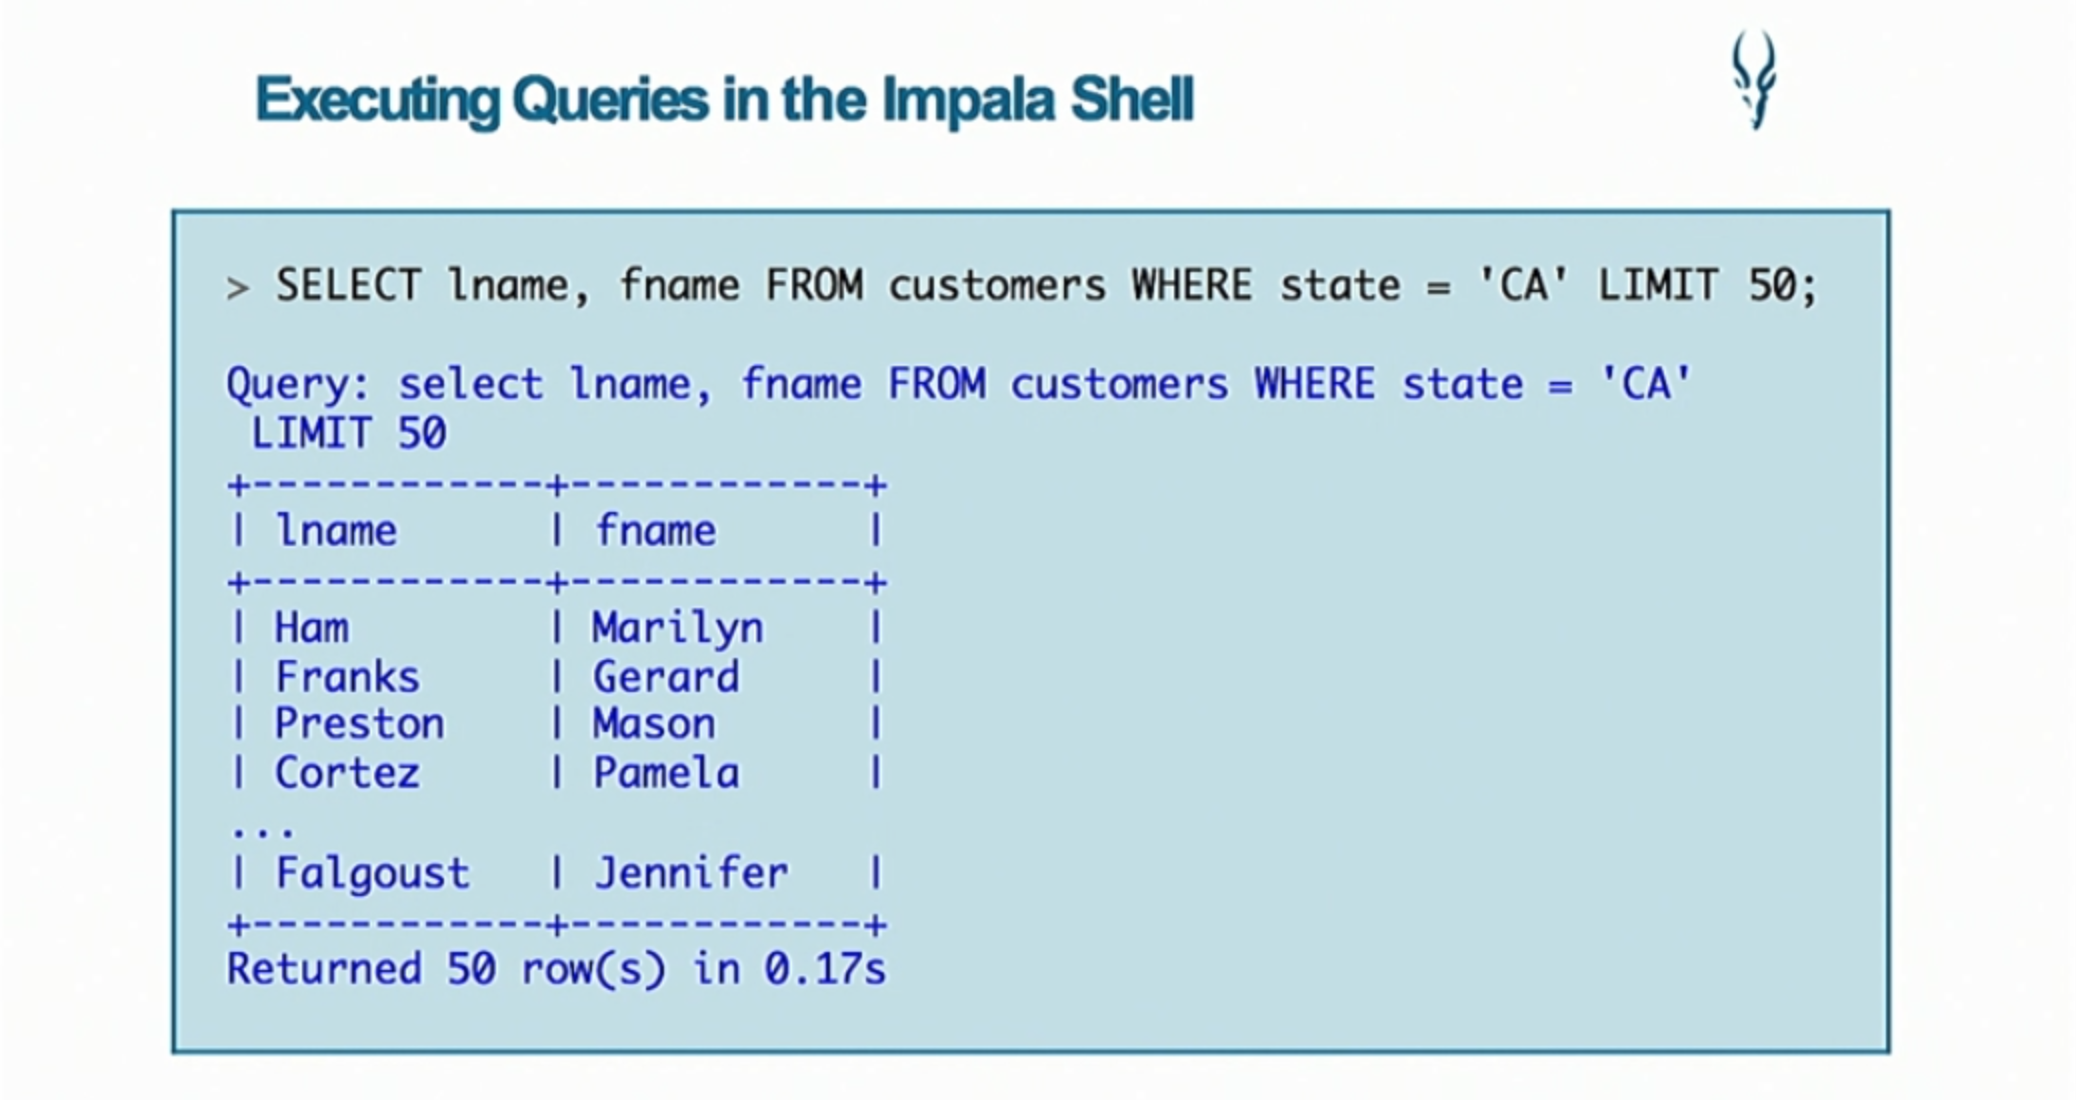 Executing Queries in the Impala Shell
> SELECT lname, fname FROM customers WHERE state = 'CA' LIMIT 50;
Query: select lname, fname FROM customers WHERE state = 'CA'
 LIMIT 50
+------------+------------+
| lname      | fname      |
+------------+------------+
| Ham        | Marilyn    |
| Franks     | Gerard     |
| Preston    | Mason      |
| Cortez     | Pamela     |
...
| Falgoust   | Jennifer   |
+------------+------------+
Returned 50 row(s) in 0.17s